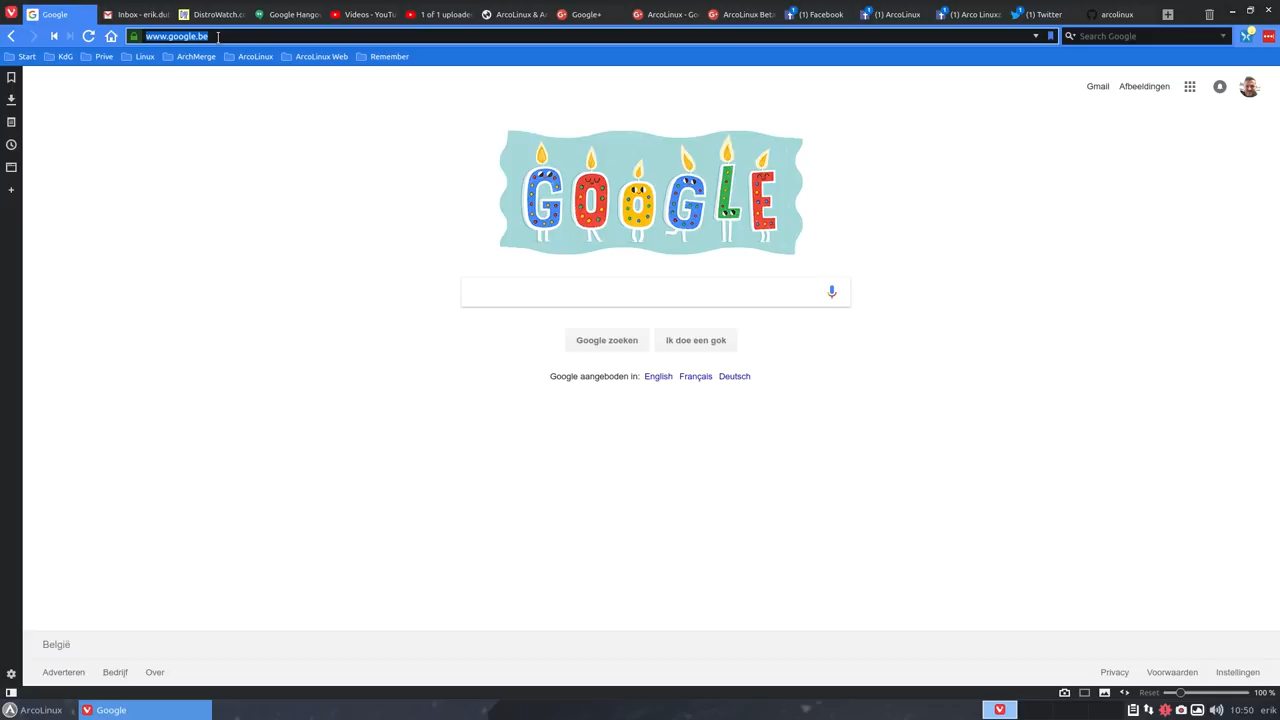 Google
Inbox - erik.dul
DistroWatch.c
Google Hango
Videos - YouTu
1 of 1 uploade
ArcoLinux & A
Google+
ArcoLinux - Go
ArcoLinux Beta
(1) Facebook
(1) ArcoLinux
(1) Arco Linux
(1) Twitter
arcolinux
www.google.be
Search Google
Start
KdG
Prive
Linux
ArchMerge
ArcoLinux
ArcoLinux Web
Remember
Gmail
Afbeeldingen
GOOGLE
Google zoeken
Ik doe een gok
Google aangeboden in: English Français Deutsch
België
Adverteren
Bedrijf
Over
Privacy
Voorwaarden
Instellingen
Reset
100 %
ArcoLinux
Google
10:50
erik